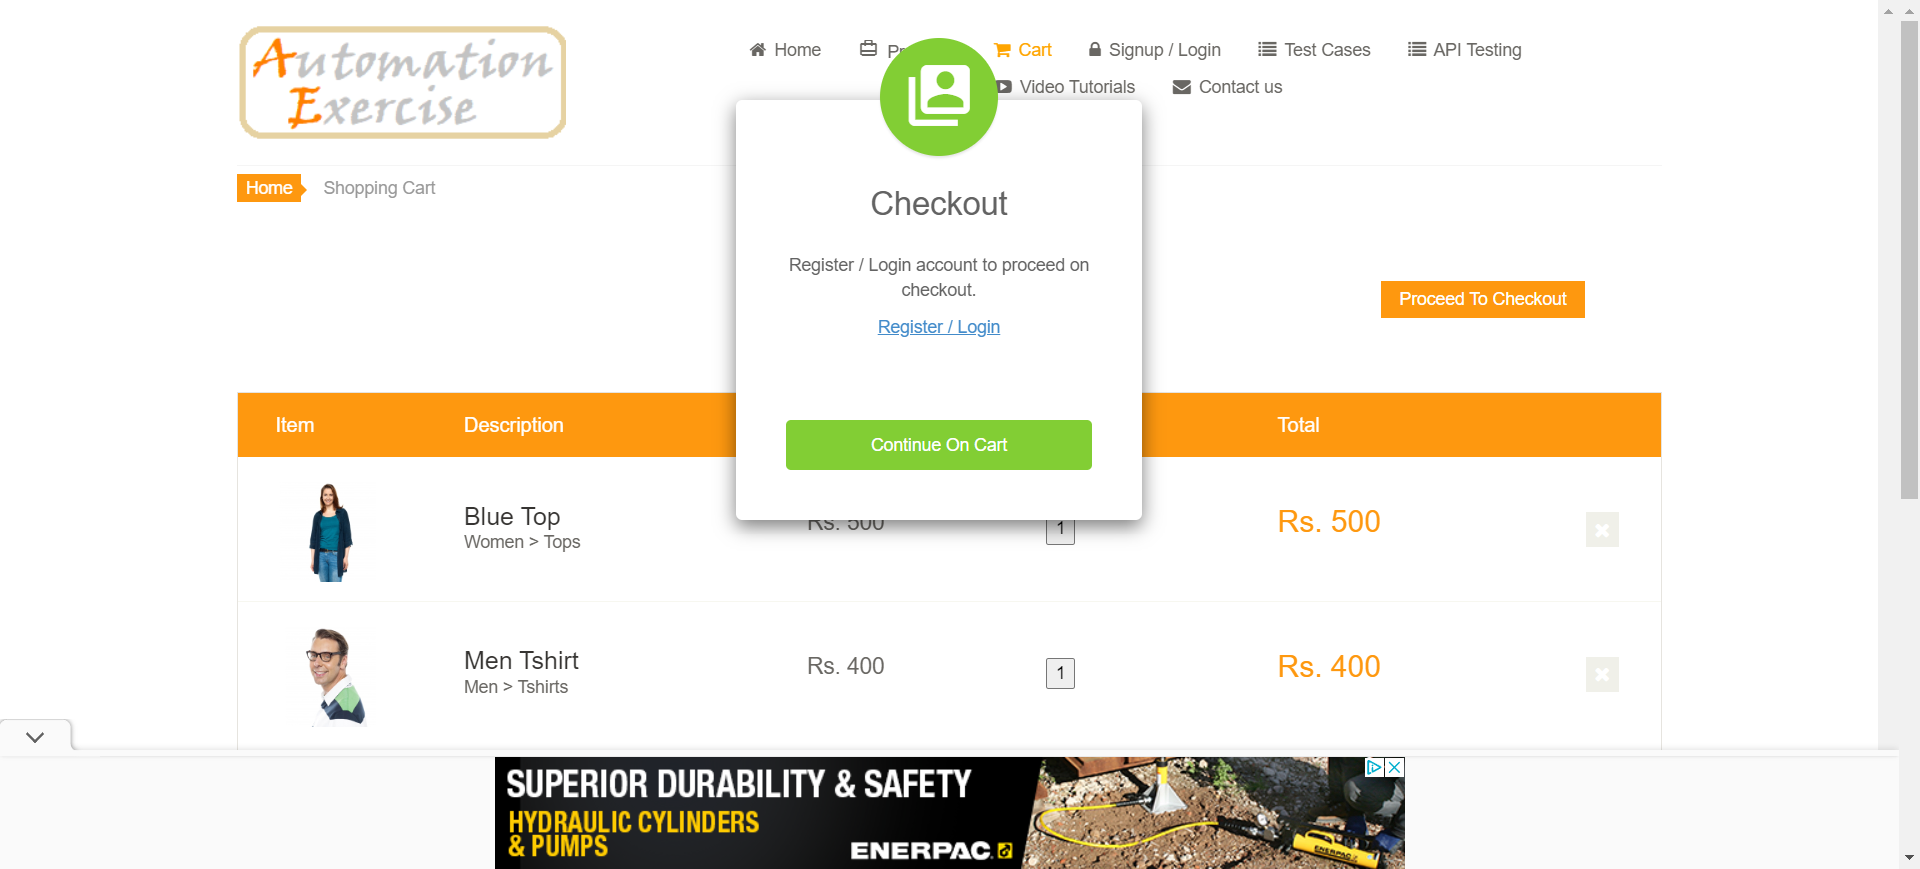 Automation
Exercise
Home
Cart
Signup / Login
Test Cases
API Testing
Video Tutorials
Contact us
Home
Shopping Cart
Checkout
Register / Login account to proceed on
checkout.
Register / Login
Continue On Cart
Proceed To Checkout
Item
Description
Total
Blue Top
Women > Tops
Rs. 500
1
Rs. 500
Men Tshirt
Men > Tshirts
Rs. 400
1
Rs. 400
SUPERIOR DURABILITY & SAFETY
HYDRAULIC CYLINDERS
& PUMPS
ENERPAC
ENERPAC